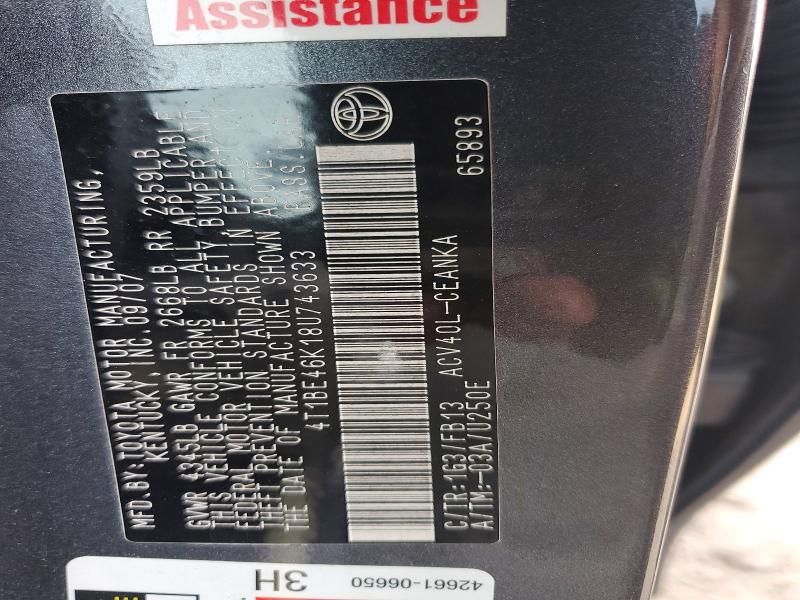 Assistance
MFD.BY:TOYOTA MOTOR MANUFACTURING,
KENTUCKY INC.09/07
GVWR 4345LB GAWR FR 2668LB RR 2359LB
THIS VEHICLE CONFORMS TO ALL APPLICABLE
FEDERAL MOTOR VEHICLE SAFETY BUMPER,AND
THEFT PREVENTION STANDARDS IN EFFECT ON
THE DATE OF MANUFACTURE SHOWN ABOVE.
4T1BE46K18U743633 PASS.CAR
C/TR:1G3/FB13 ACV40L-CEANKA 65893
A/TM:-03A/U250E
42661-06650
3H